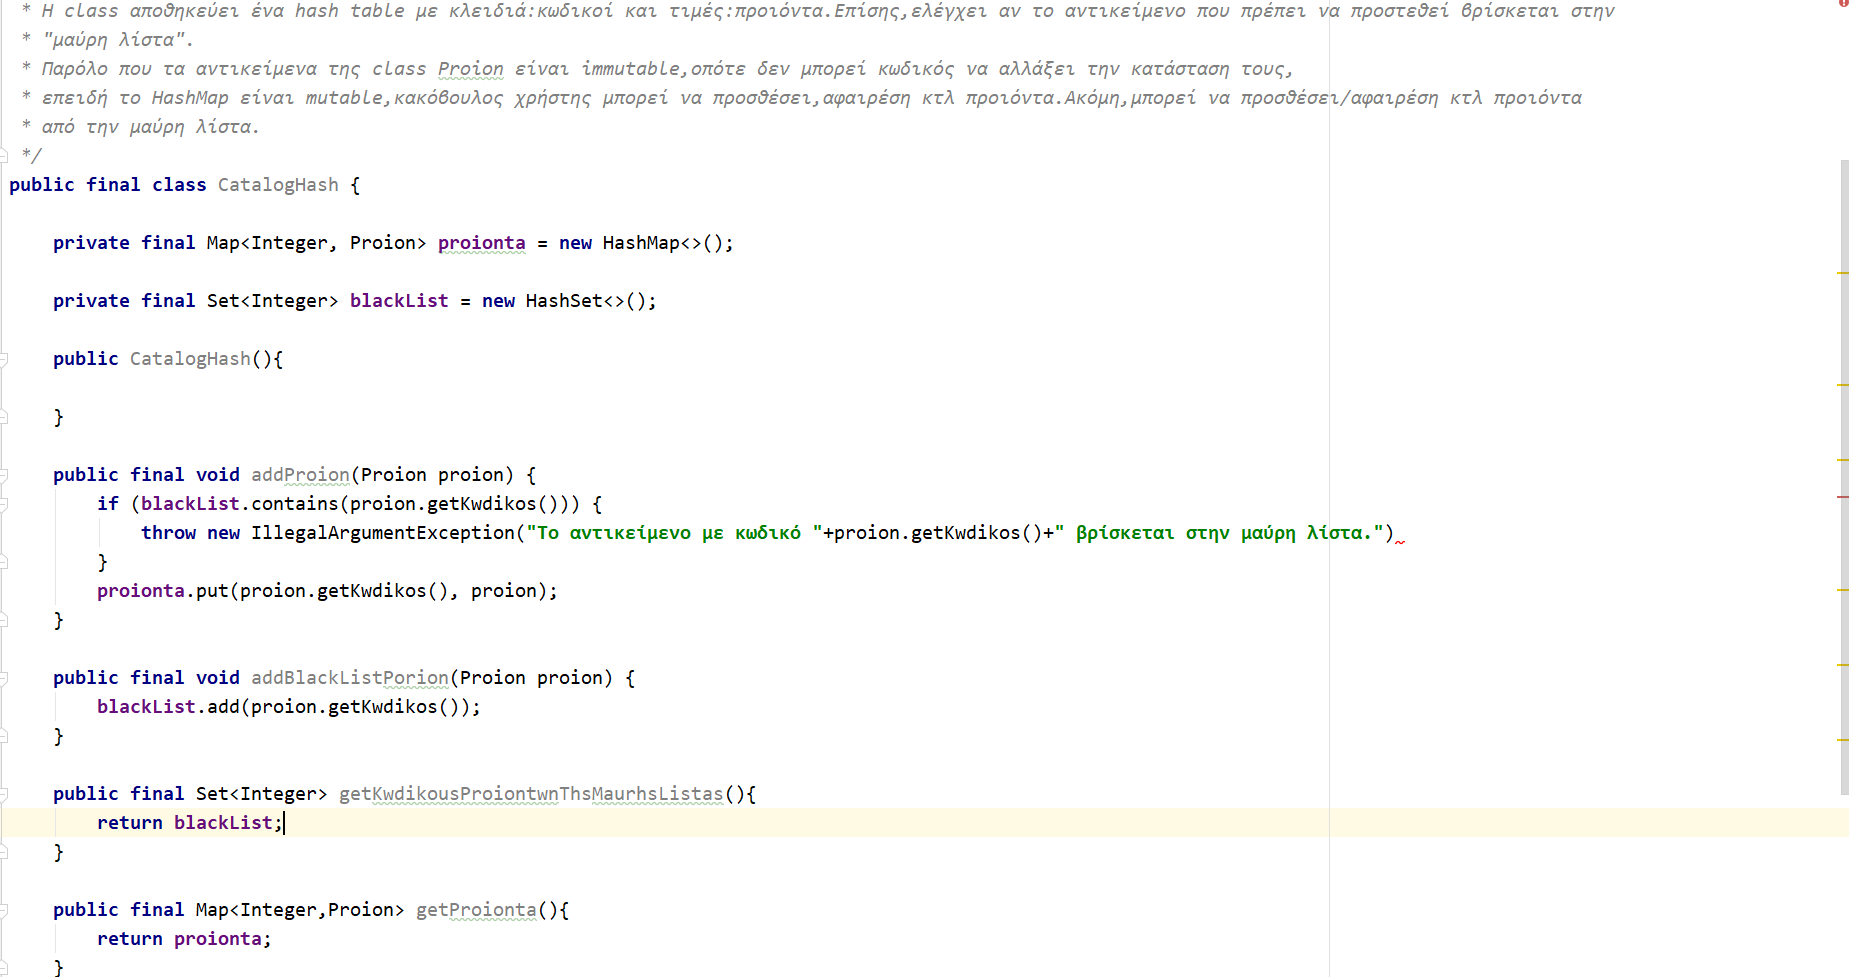 * Η class αποθηκεύει ένα hash table με κλειδιά:κωδικοί και τιμές:προιόντα.Επίσης,ελέγχει αν το αντικείμενο που πρέπει να προστεθεί βρίσκεται στην
* "μαύρη λίστα".
* Παρόλο που τα αντικείμενα της class Proion είναι immutable,οπότε δεν μπορεί κωδικός να αλλάξει την κατάσταση τους,
* επειδή το HashMap είναι mutable,κακόβουλος χρήστης μπορεί να προσθέσει,αφαιρέση κτλ προιόντα.Ακόμη,μπορεί να προσθέσει/αφαιρέση κτλ προιόντα
* από την μαύρη λίστα.
*/
public final class CatalogHash {
private final Map<Integer, Proion> proionta = new HashMap<>();
private final Set<Integer> blackList = new HashSet<>();
public CatalogHash(){
}
public final void addProion(Proion proion) {
if (blackList.contains(proion.getKwdikos())) {
throw new IllegalArgumentException("Το αντικείμενο με κωδικό "+proion.getKwdikos()+" βρίσκεται στην μαύρη λίστα.")
}
proionta.put(proion.getKwdikos(), proion);
}
public final void addBlackListPorion(Proion proion) {
blackList.add(proion.getKwdikos());
}
public final Set<Integer> getKwdikousProiontwnThsMaurhsListas(){
return blackList;
}
public final Map<Integer,Proion> getProionta(){
return proionta;
}